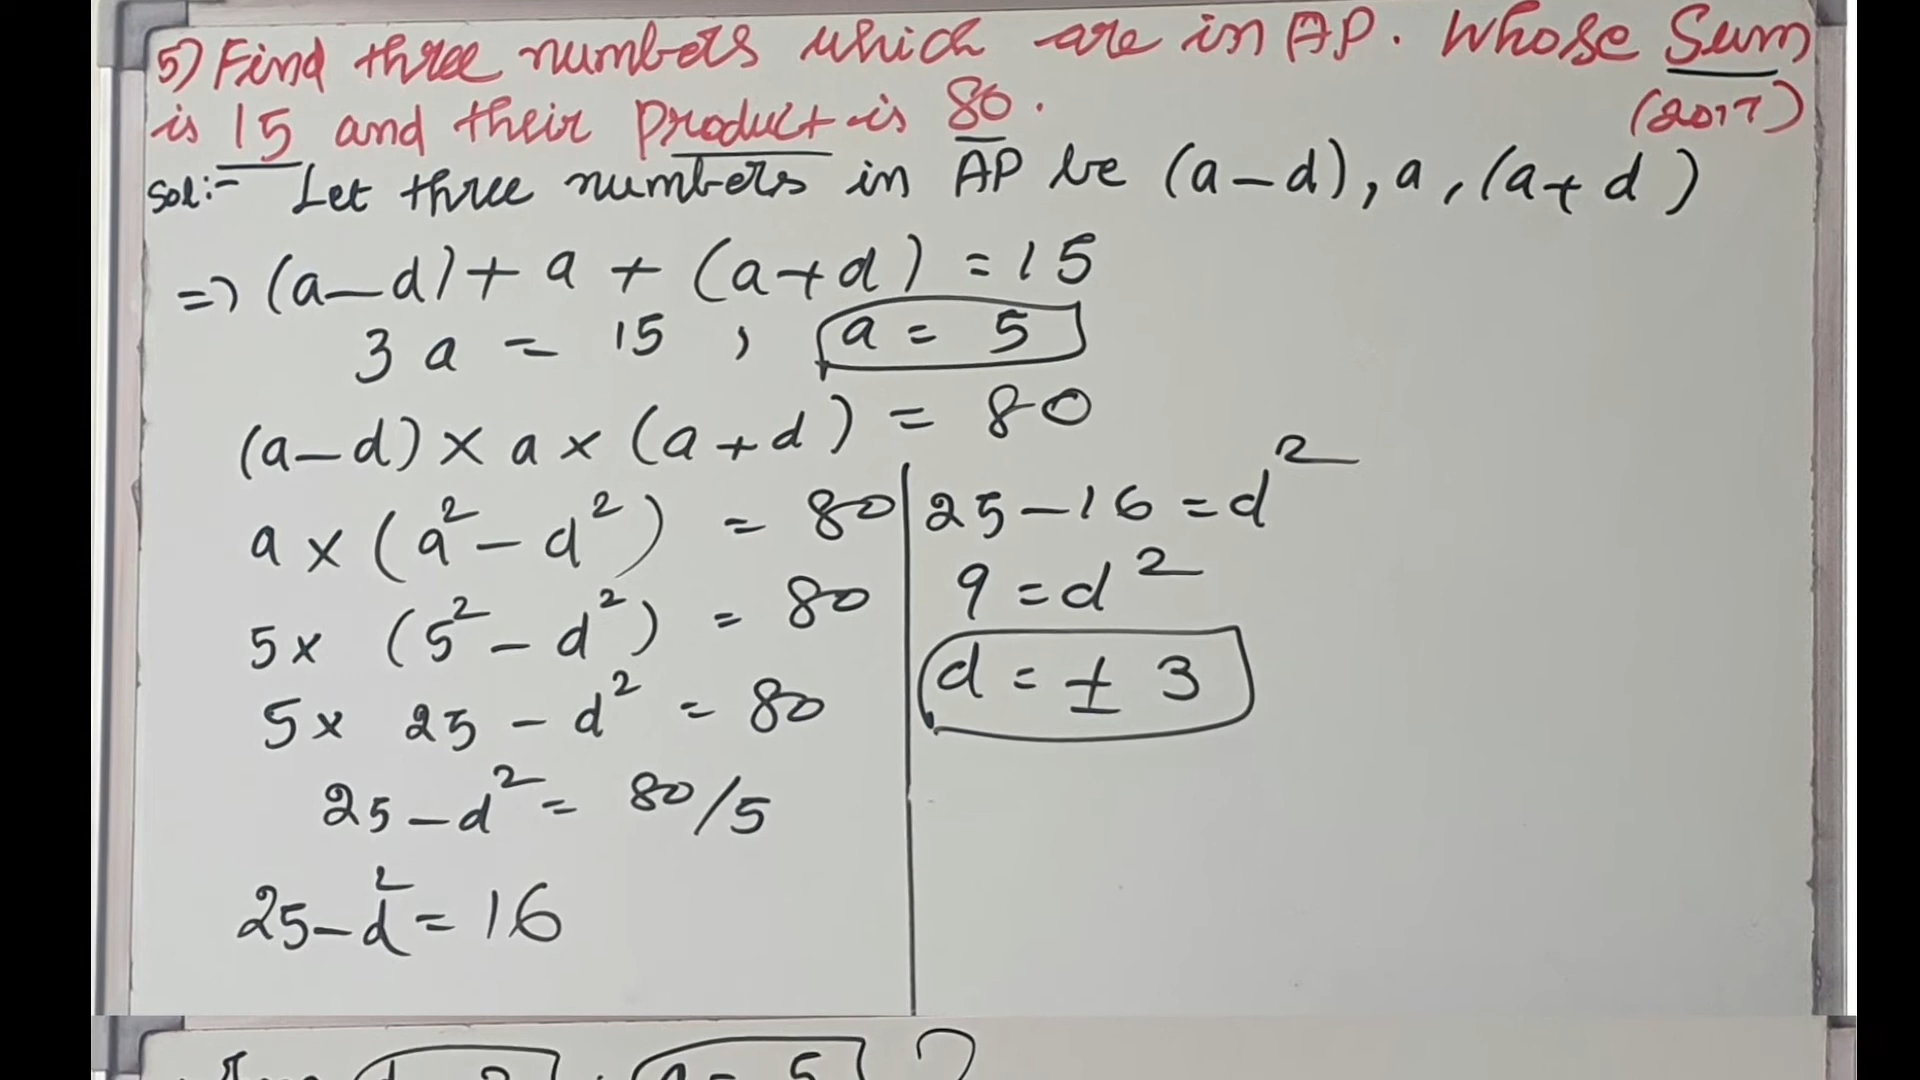 5) Find three numbers which are in AP. Whose Sum
is 15 and their Product is 80. (2017)
Sol:- Let three numbers in AP be (a-d), a, (a+d)
=> (a-d)+ a + (a+d) = 15
3a = 15, a = 5
(a-d) × a × (a+d) = 80
a × (a² - d²) = 80
5 × (5² - d²) = 80
5 × 25 - d² = 80
25 - d² = 80/5
25 - d² = 16
25 - 16 = d²
9 = d²
d = ± 3